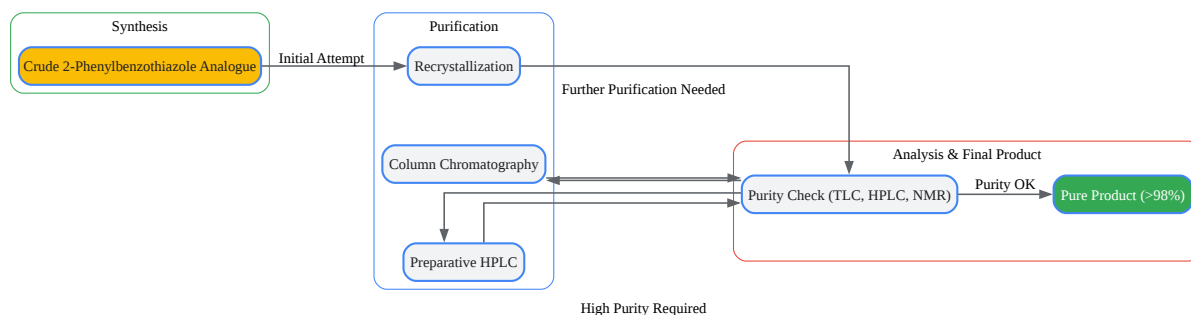 Synthesis
Crude 2-Phenylbenzothiazole Analogue
Initial Attempt
Purification
Recrystallization
Further Purification Needed
Column Chromatography
Preparative HPLC
High Purity Required
Analysis & Final Product
Purity Check (TLC, HPLC, NMR)
Purity OK
Pure Product (>98%)